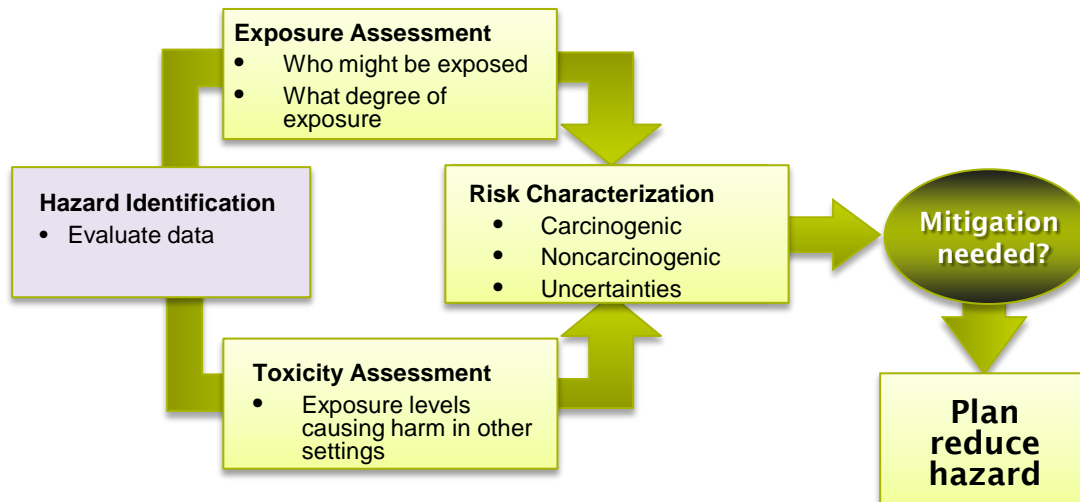 Exposure Assessment
• Who might be exposed
• What degree of
exposure
Hazard Identification
• Evaluate data
Risk Characterization
• Carcinogenic
• Noncarcinogenic
• Uncertainties
Mitigation
needed?
Toxicity Assessment
• Exposure levels
causing harm in other
settings
Plan
reduce
hazard